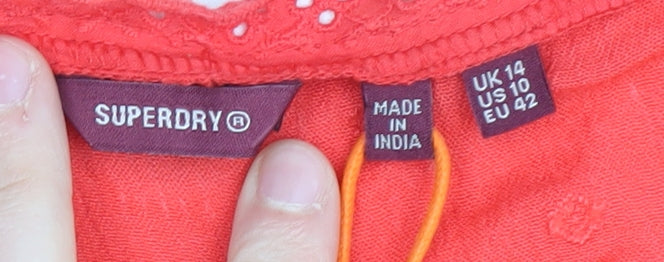 SUPERDRY®
MADE
IN
INDIA
UK 14
US 10
EU 42